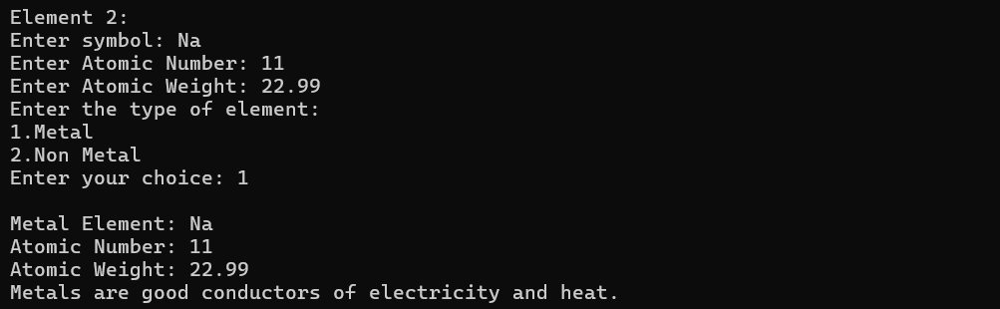 Element 2:
Enter symbol: Na
Enter Atomic Number: 11
Enter Atomic Weight: 22.99
Enter the type of element:
1.Metal
2.Non Metal
Enter your choice: 1
Metal Element: Na
Atomic Number: 11
Atomic Weight: 22.99
Metals are good conductors of electricity and heat.